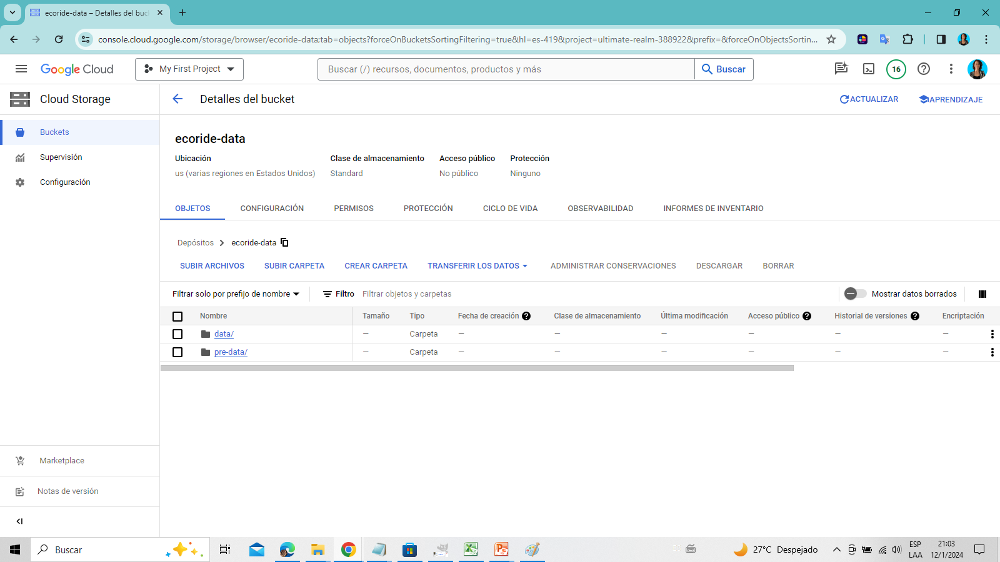 ecoride-data – Detalles del buck
console.cloud.google.com/storage/browser/ecoride-data;tab=objects?forceOnBucketsSortingFiltering=true&hl=es-419&project=ultimate-realm-388922&prefix=&forceOnObjectsSortin...
Google Cloud
My First Project
Buscar (/) recursos, documentos, productos y más
Buscar
16
Cloud Storage
Detalles del bucket
ACTUALIZAR
APRENDIZAJE
Buckets
Supervisión
Configuración
ecoride-data
Ubicación Clase de almacenamiento Acceso público Protección
us (varias regiones en Estados Unidos) Standard No público Ninguno
OBJETOS CONFIGURACIÓN PERMISOS PROTECCIÓN CICLO DE VIDA OBSERVABILIDAD INFORMES DE INVENTARIO
Depósitos ecoride-data
SUBIR ARCHIVOS SUBIR CARPETA CREAR CARPETA TRANSFERIR LOS DATOS ADMINISTRAR CONSERVACIONES DESCARGAR BORRAR
Filtrar solo por prefijo de nombre Filtro Filtrar objetos y carpetas Mostrar datos borrados
Nombre Tamaño Tipo Fecha de creación Clase de almacenamiento Última modificación Acceso público Historial de versiones Encriptación
data/ — Carpeta — — — — — —
pre-data/ — Carpeta — — — — — —
Marketplace
Notas de versión
Buscar
27°C Despejado
ESP
LAA
21:03
12/1/2024